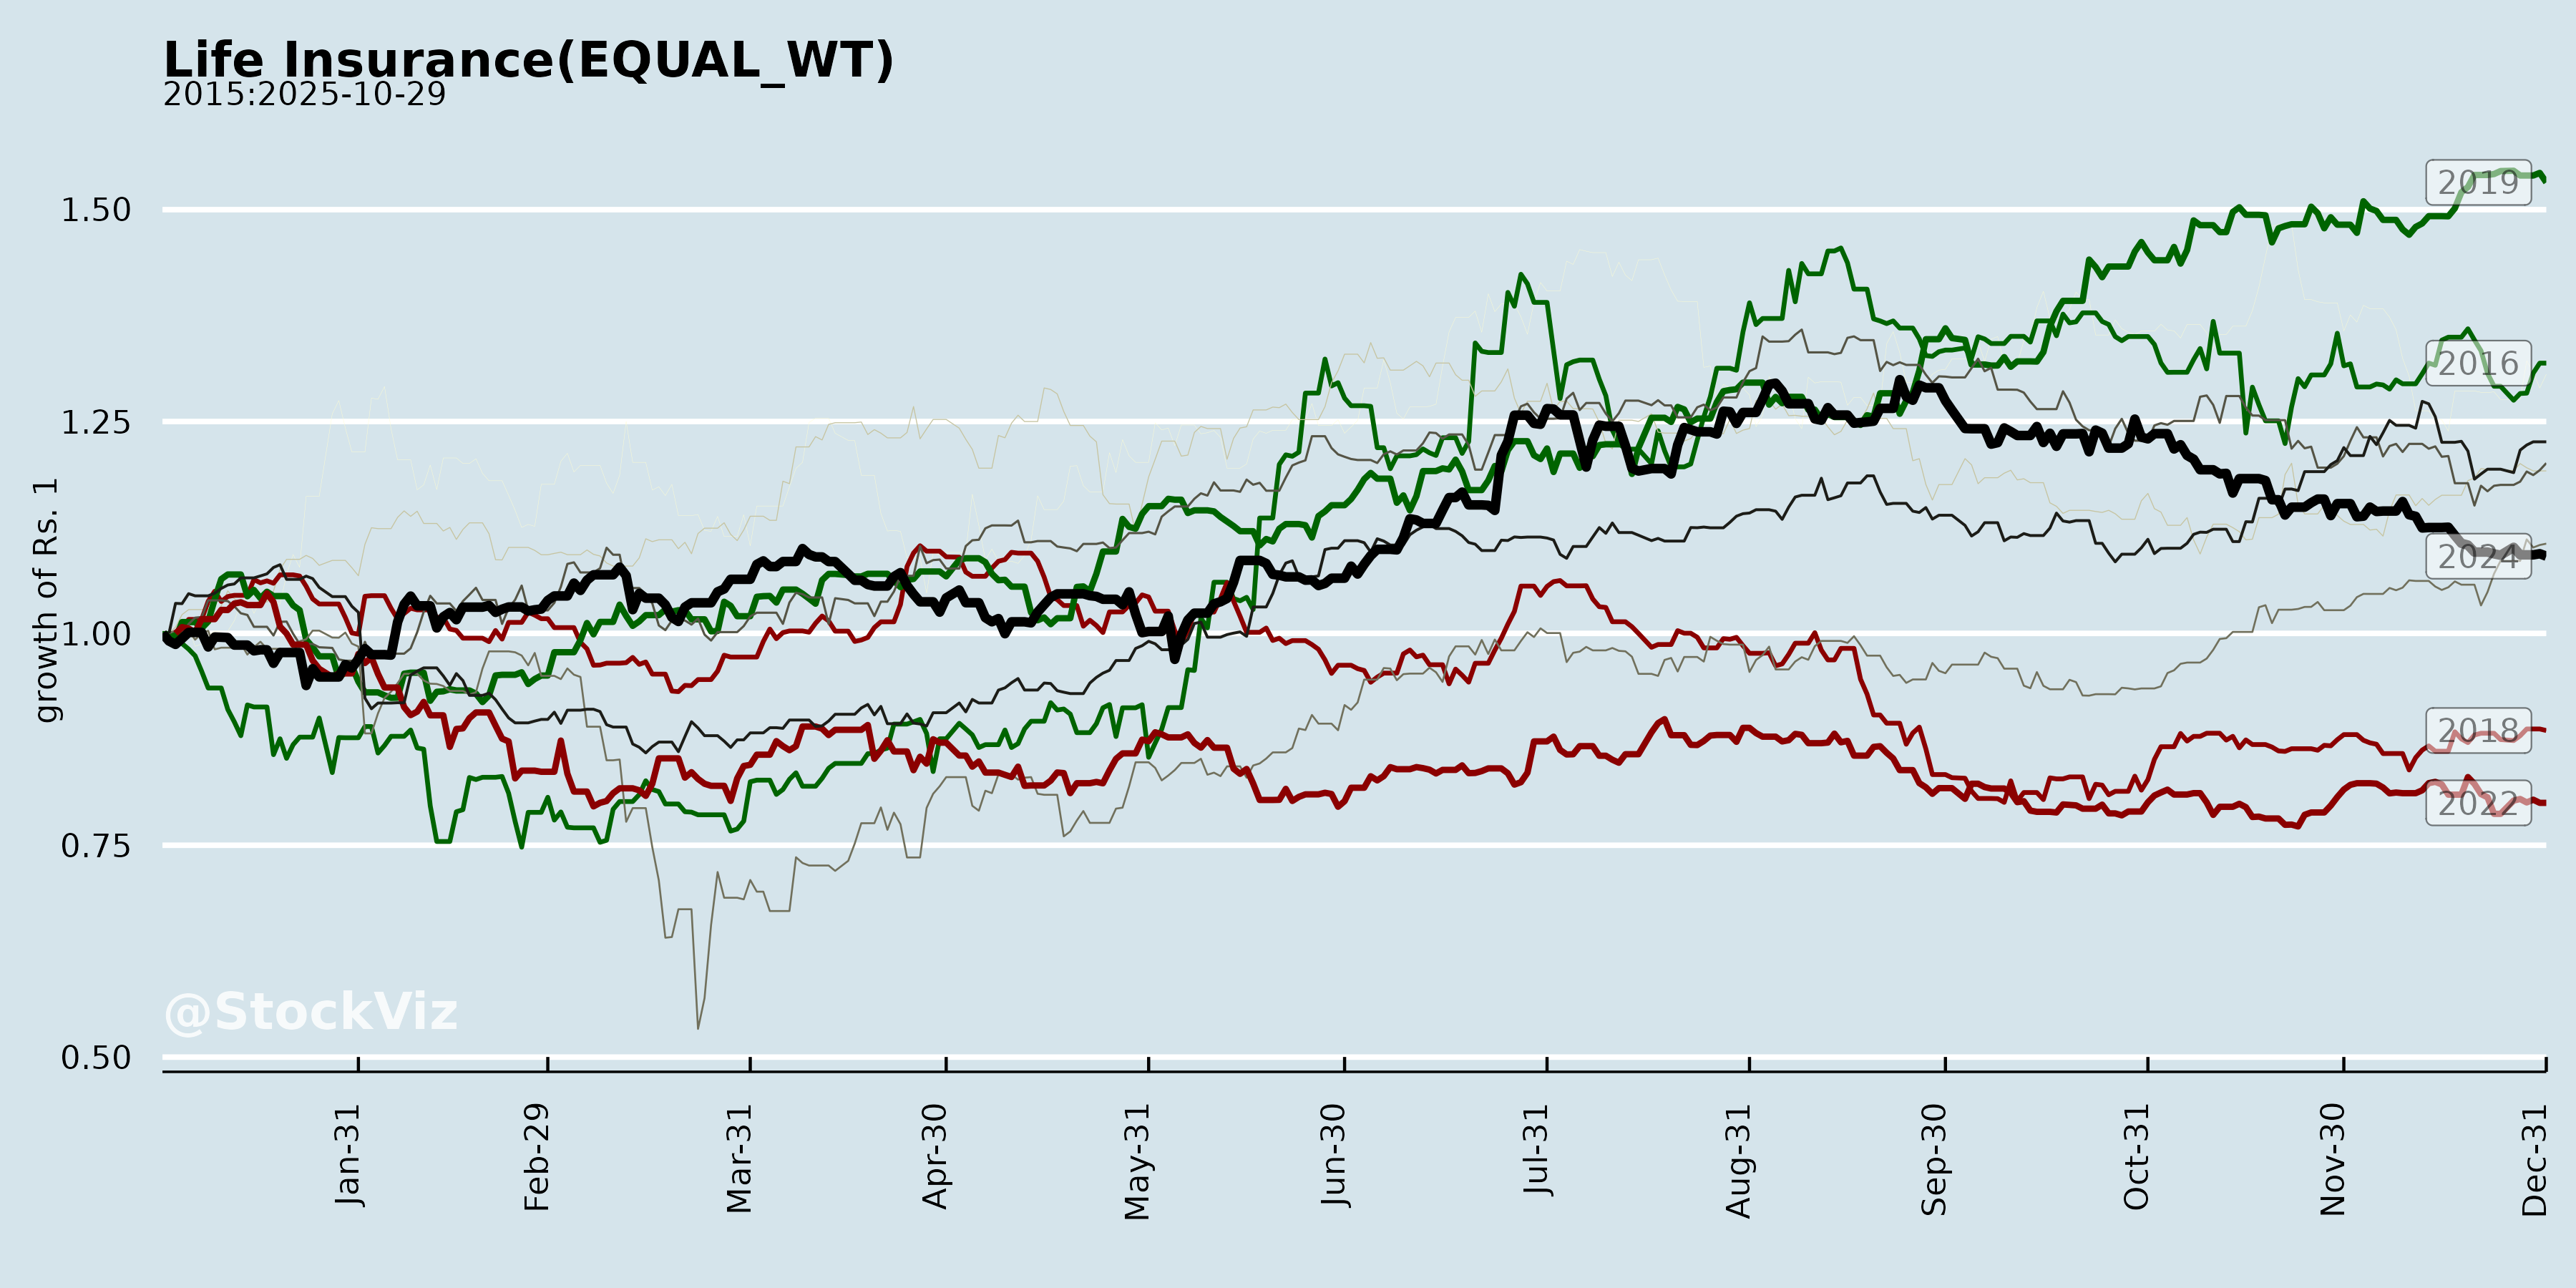 Life Insurance(EQUAL_WT)
2015:2025-10-29
growth of Rs. 1
1.50
1.25
1.00
0.75
0.50
2019
2016
2024
2018
2022
@StockViz
Jan-31
Feb-29
Mar-31
Apr-30
May-31
Jun-30
Jul-31
Aug-31
Sep-30
Oct-31
Nov-30
Dec-31